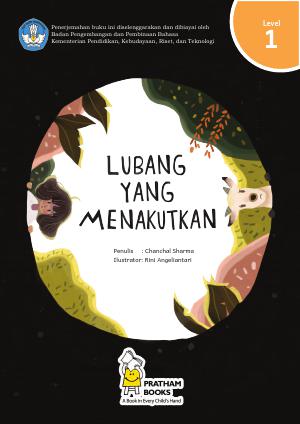 Penerjemahan buku ini diselenggarakan dan dibiayai oleh
Badan Pengembangan dan Pembinaan Bahasa
Kementerian Pendidikan, Kebudayaan, Riset, dan Teknologi
Level
1
LUBANG
YANG
MENAKUTKAN
Penulis : Chanchal Sharma
Ilustrator: Rini Angeliantari
PRATHAM
BOOKS
A Book in Every Child's Hand